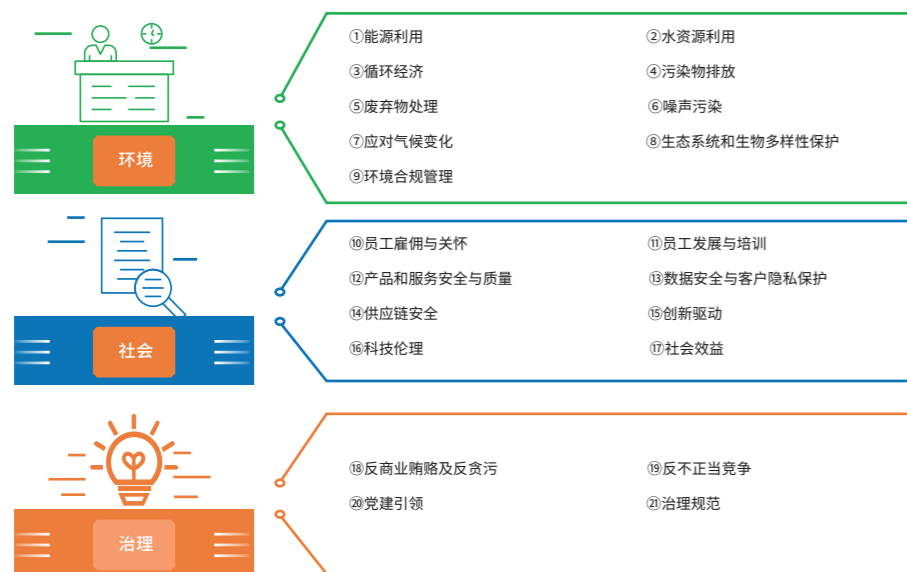 环境
①能源利用 ②水资源利用
③循环经济 ④污染物排放
⑤废弃物处理 ⑥噪声污染
⑦应对气候变化 ⑧生态系统和生物多样性保护
⑨环境合规管理
社会
⑩员工雇佣与关怀 ⑪员工发展与培训
⑫产品和服务安全与质量 ⑬数据安全与客户隐私保护
⑭供应链安全 ⑮创新驱动
⑯科技伦理 ⑰社会效益
治理
⑱反商业贿赂及反贪污 ⑲反不正当竞争
⑳党建引领 ㉑治理规范